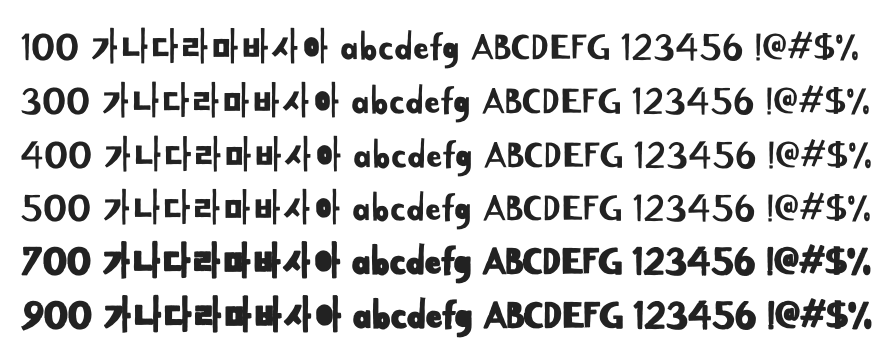 100 가나다라마바사아 abcdefg ABCDEFG 123456 !@#$%
300 가나다라마바사아 abcdefg ABCDEFG 123456 !@#$%
400 가나다라마바사아 abcdefg ABCDEFG 123456 !@#$%
500 가나다라마바사아 abcdefg ABCDEFG 123456 !@#$%
700 가나다라마바사아 abcdefg ABCDEFG 123456 !@#$%
900 가나다라마바사아 abcdefg ABCDEFG 123456 !@#$%